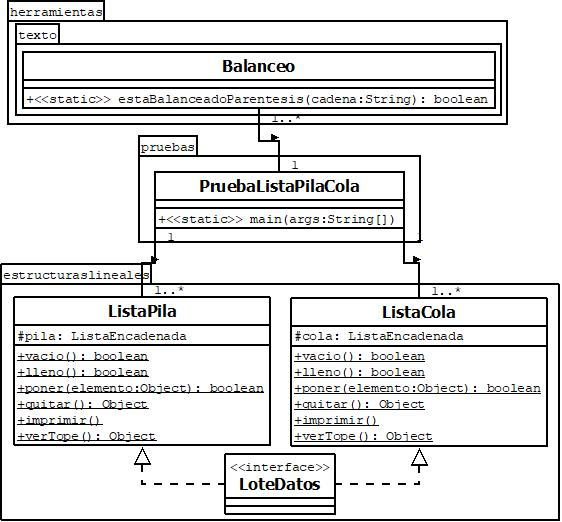 herramientas
texto
Balanceo
+<<static>> estaBalanceadoParentesis(cadena:String): boolean
1..*
pruebas
1
PruebaListaPilaCola
+<<static>> main(args:String[])
1
1
estructuraslineales
1..*
1..*
ListaPila
#pila: ListaEncadenada
+vacio(): boolean
+lleno(): boolean
+poner(elemento:Object): boolean
+quitar(): Object
+imprimir()
+verTope(): Object
ListaCola
#cola: ListaEncadenada
+vacio(): boolean
+lleno(): boolean
+poner(elemento:Object): boolean
+quitar(): Object
+imprimir()
+verTope(): Object
<<interface>>
LoteDatos